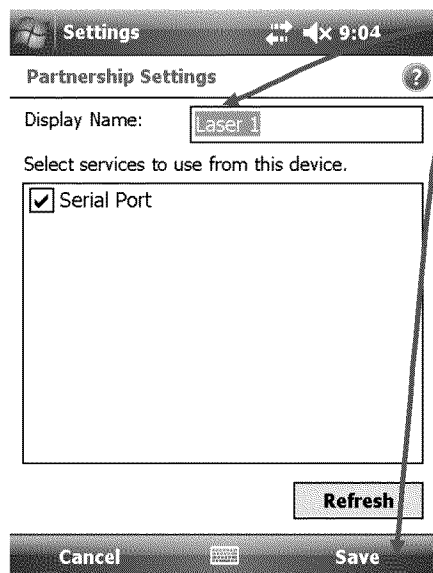 Settings 9:04
Partnership Settings ?
Display Name: Laser 1
Select services to use from this device.
Serial Port
Refresh
Cancel Save